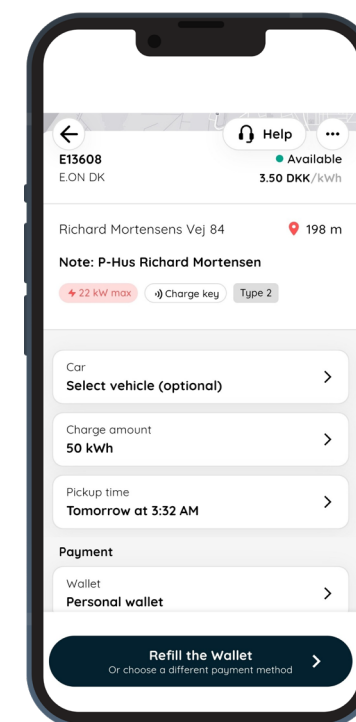 Help
E13608
Available
E.ON DK
3.50 DKK/kWh
Richard Mortensens Vej 84
198 m
Note: P-Hus Richard Mortensen
22 kW max
Charge key
Type 2
Car
Select vehicle (optional)
Charge amount
50 kWh
Pickup time
Tomorrow at 3:32 AM
Payment
Wallet
Personal wallet
Refill the Wallet
Or choose a different payment method